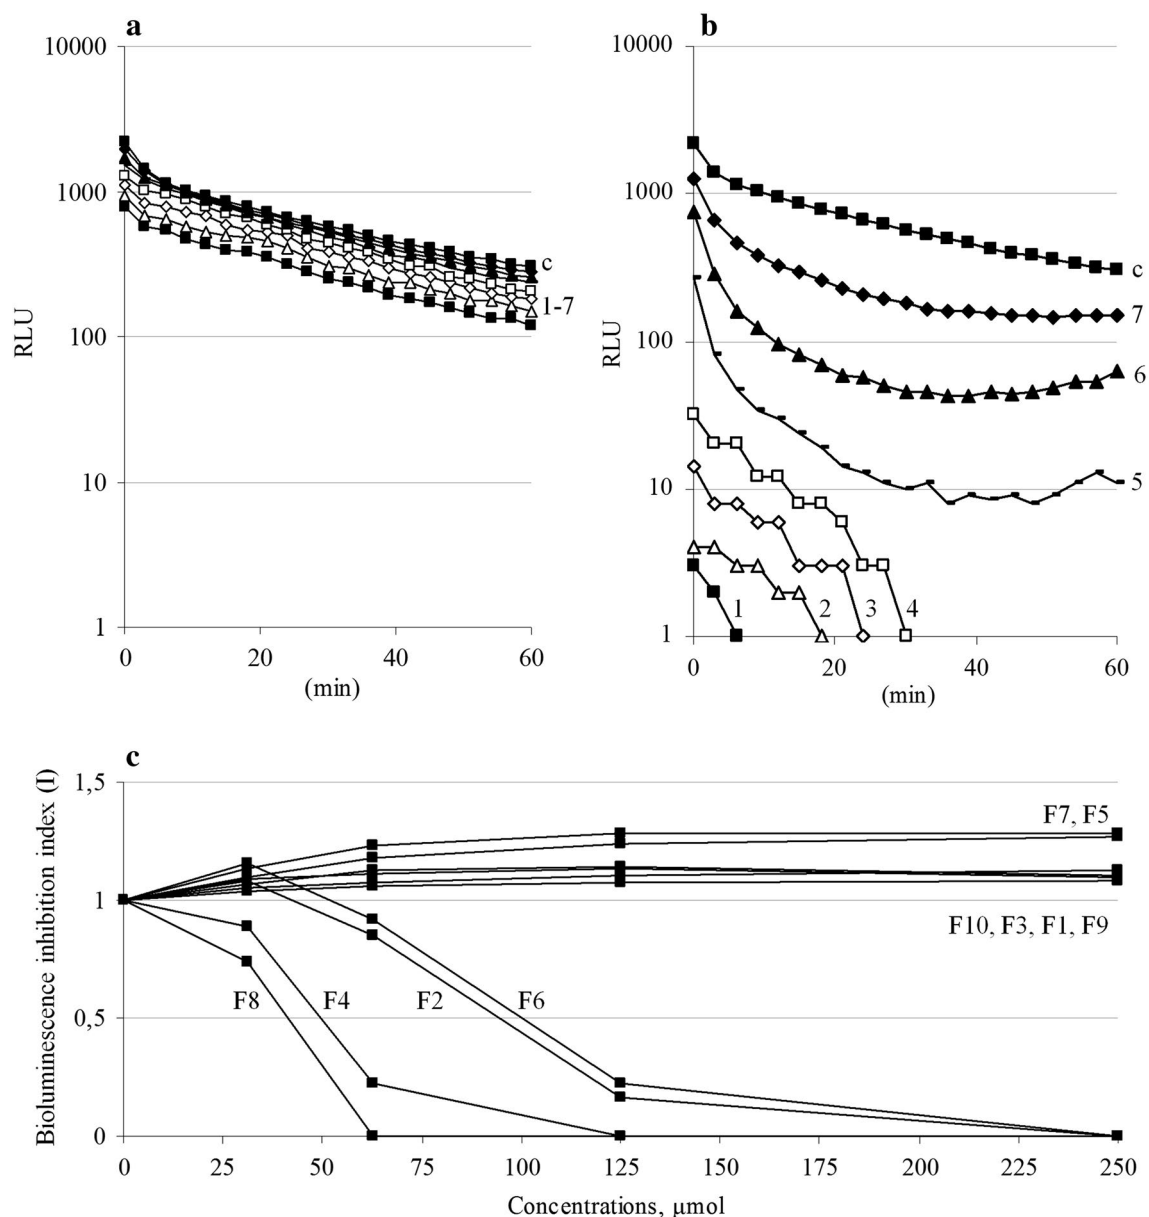 a
10000
1000
100
10
1
RLU
0 20 40 60
(min)
c
1-7
b
10000
1000
100
10
1
RLU
0 20 40 60
(min)
c
7
6
5
1 2 3 4
c
1,5
1
0,5
0
Bioluminescence inhibition index (I)
F7, F5
F10, F3, F1, F9
F8 F4 F2 F6
0 25 50 75 100 125 150 175 200 225 250
Concentrations, µmol